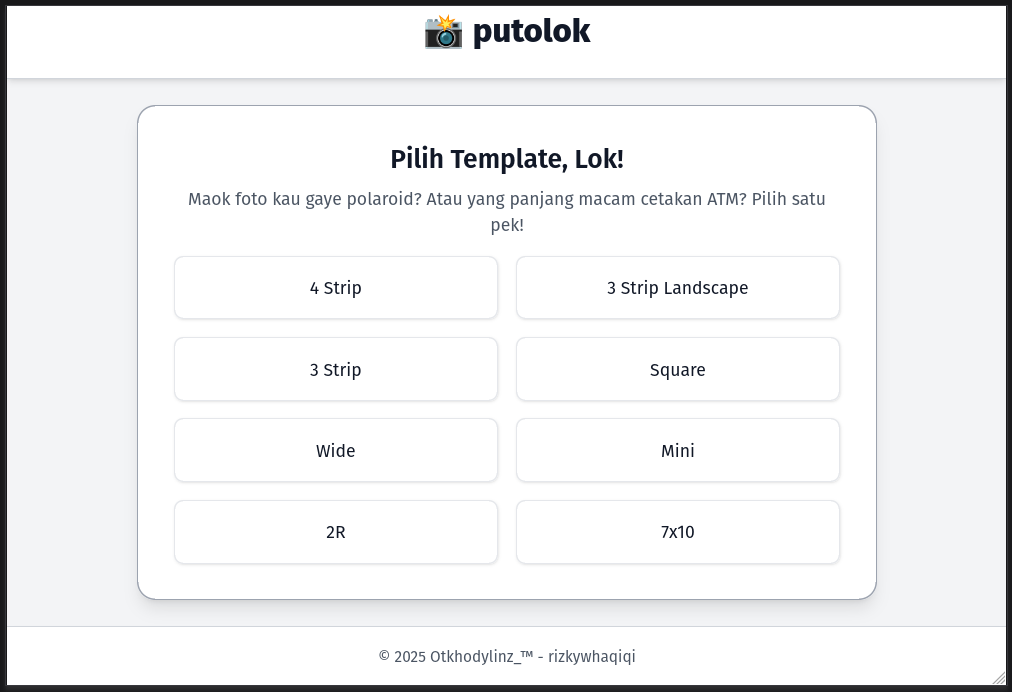 putolok
Pilih Template, Lok!
Maok foto kau gaye polaroid? Atau yang panjang macam cetakan ATM? Pilih satu
pek!
4 Strip
3 Strip Landscape
3 Strip
Square
Wide
Mini
2R
7x10
© 2025 Otkhodylinz_™ - rizkywhaqiqi